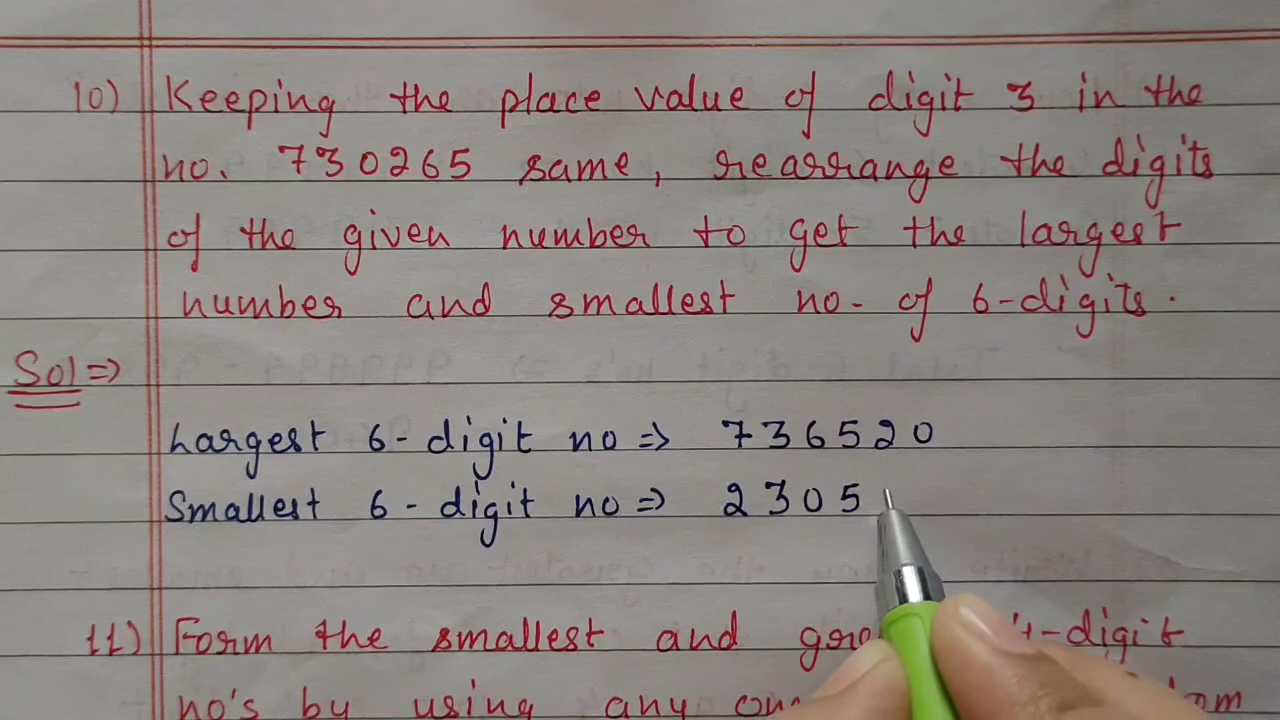 10) Keeping the place value of digit 3 in the
no. 730265 same, rearrange the digits
of the given number to get the largest
number and smallest no. of 6-digits.
Sol ⇒
Largest 6-digit no ⇒ 736520
Smallest 6-digit no ⇒ 2305
11) Form the smallest and 4-digit
no's by using any